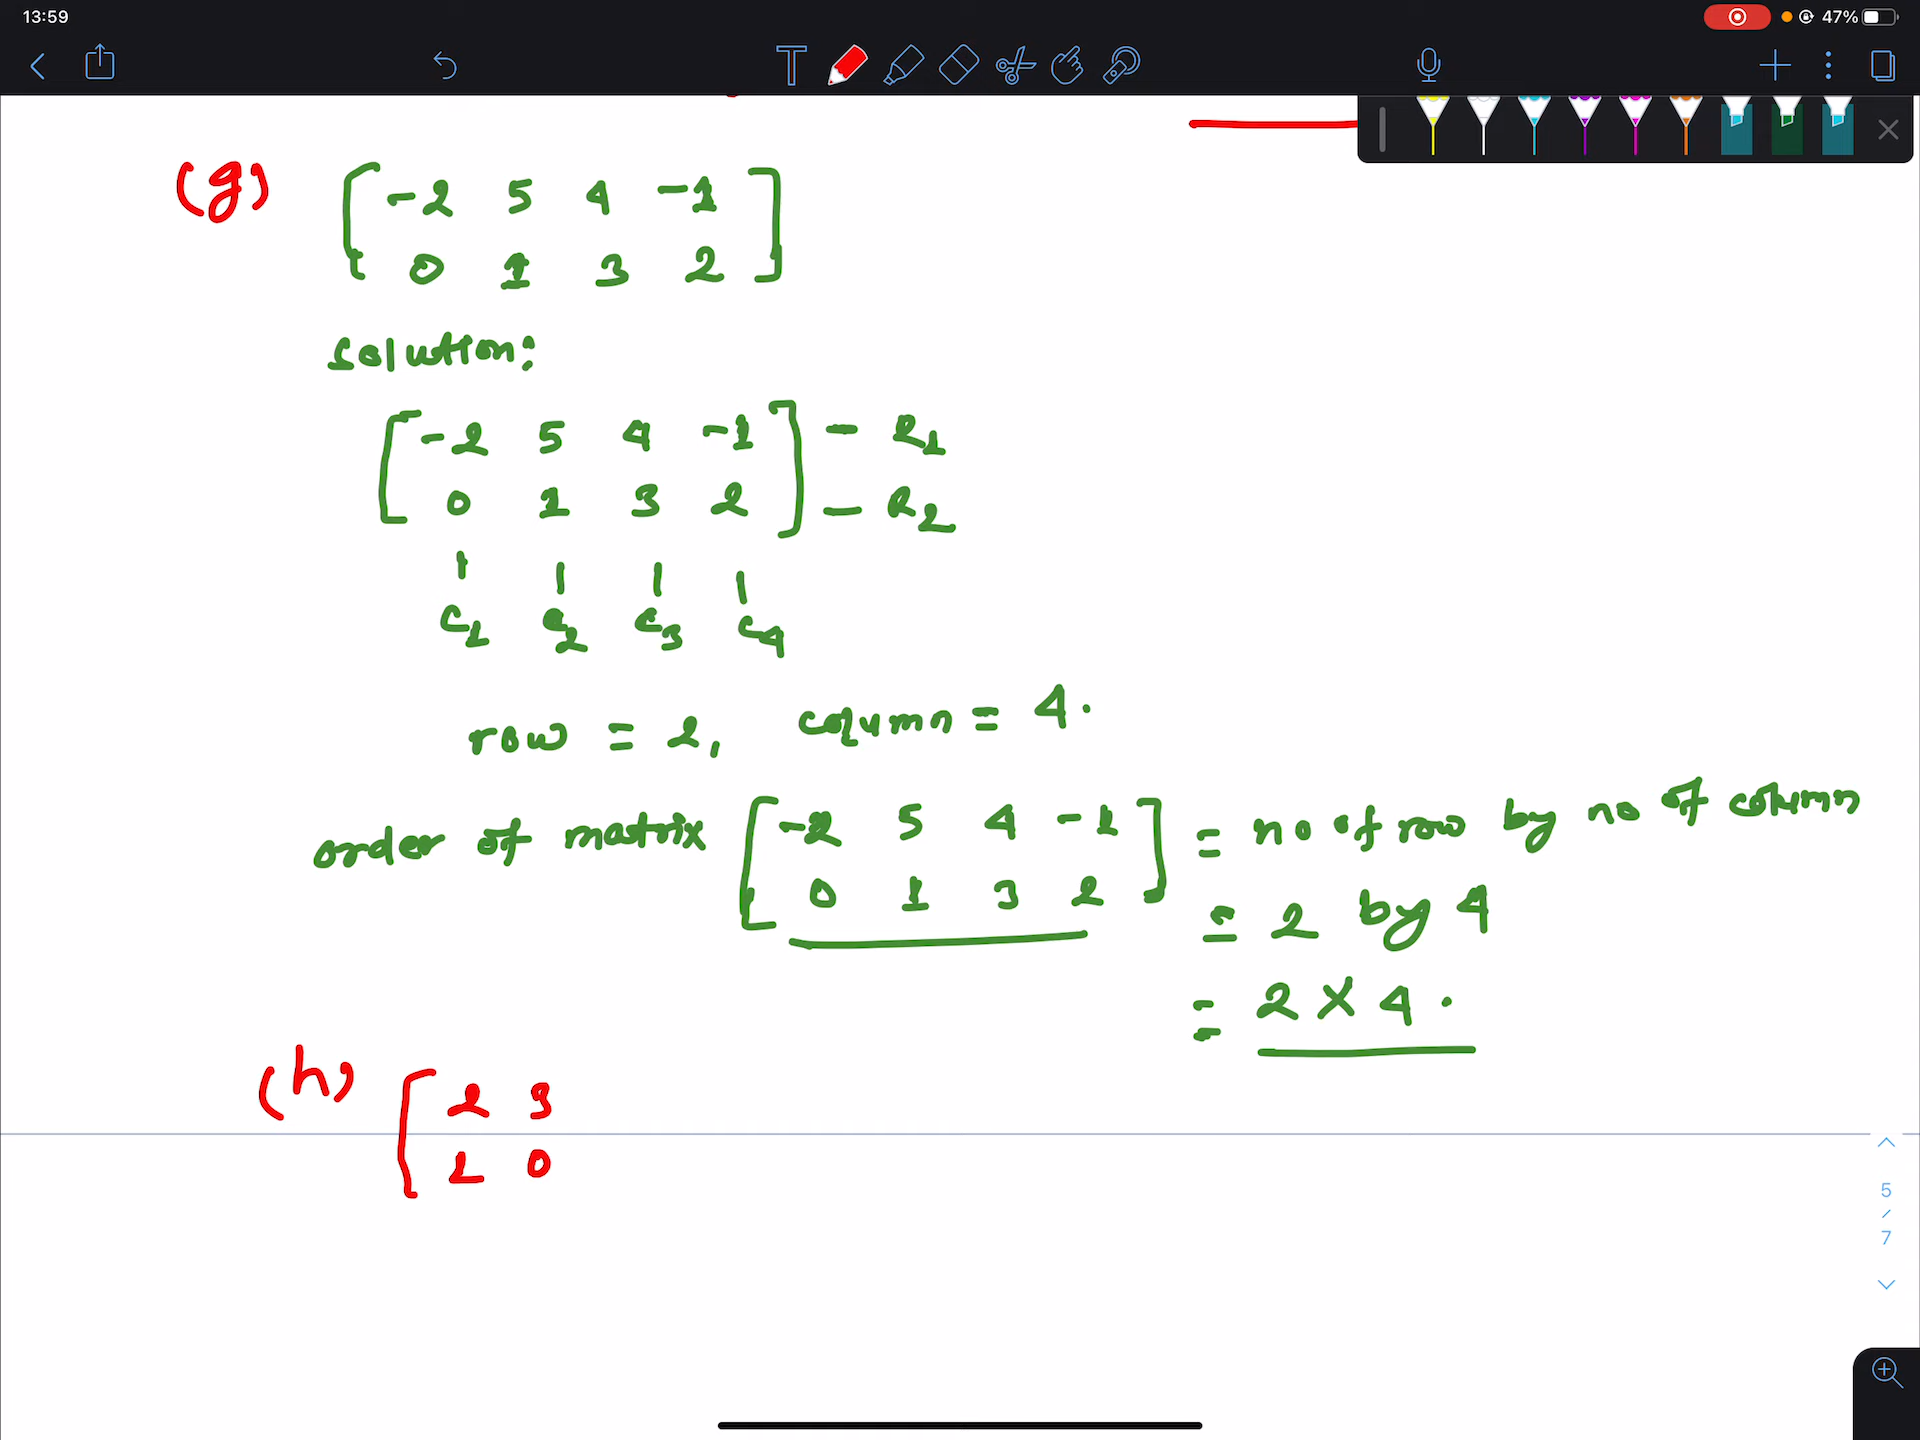 13:59
47%
(g) [ -2 5 4 -1 ]
[ 0 1 3 2 ]
solution:
[ -2 5 4 -1 ] - R1
[ 0 1 3 2 ] - R2
C1 C2 C3 C4
row = 2, column = 4.
order of matrix [ -2 5 4 -1 ] = no of row by no of column
[ 0 1 3 2 ]
= 2 by 4
= 2 X 4.
(h) [ 2 3
1 0
5
/
7